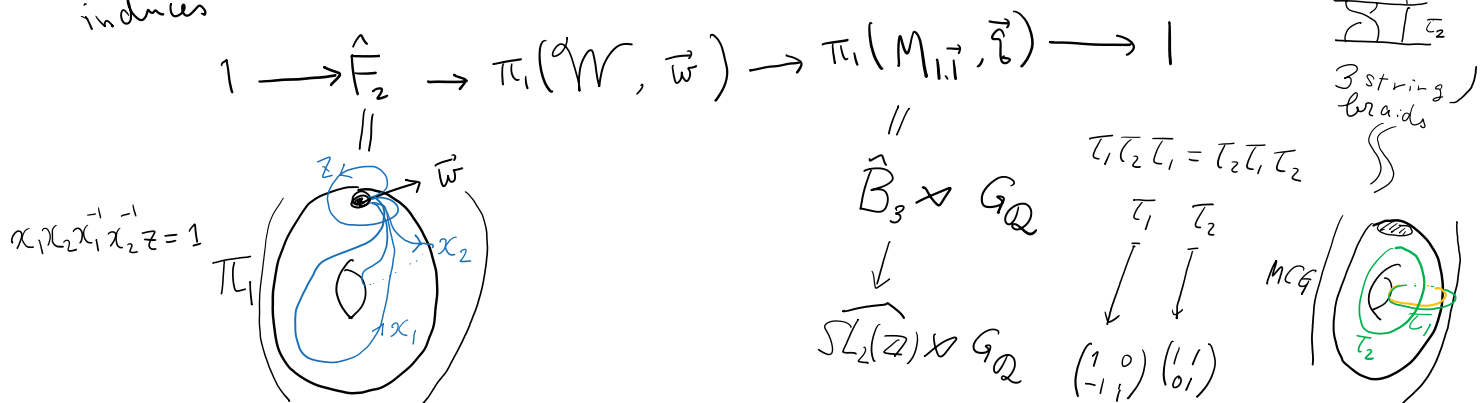 induces
1 → F̂₂ → π₁(𝒲, w⃗) → π₁(M₁,₁⃗, q⃗) → 1
||
||
z
w⃗
x₁x₂x₁⁻¹x₂⁻¹z = 1
π₁
x₂
x₁
B̂₃ ⋊ G_ℚ
SL₂(ℤ)^ ⋊ G_ℚ
τ₁τ₂τ₁ = τ₂τ₁τ₂
τ₁ τ₂
(1 0
-1 1) (1 1
0 1)
τ₂
3 string
braids
MCG
τ₁
τ₂